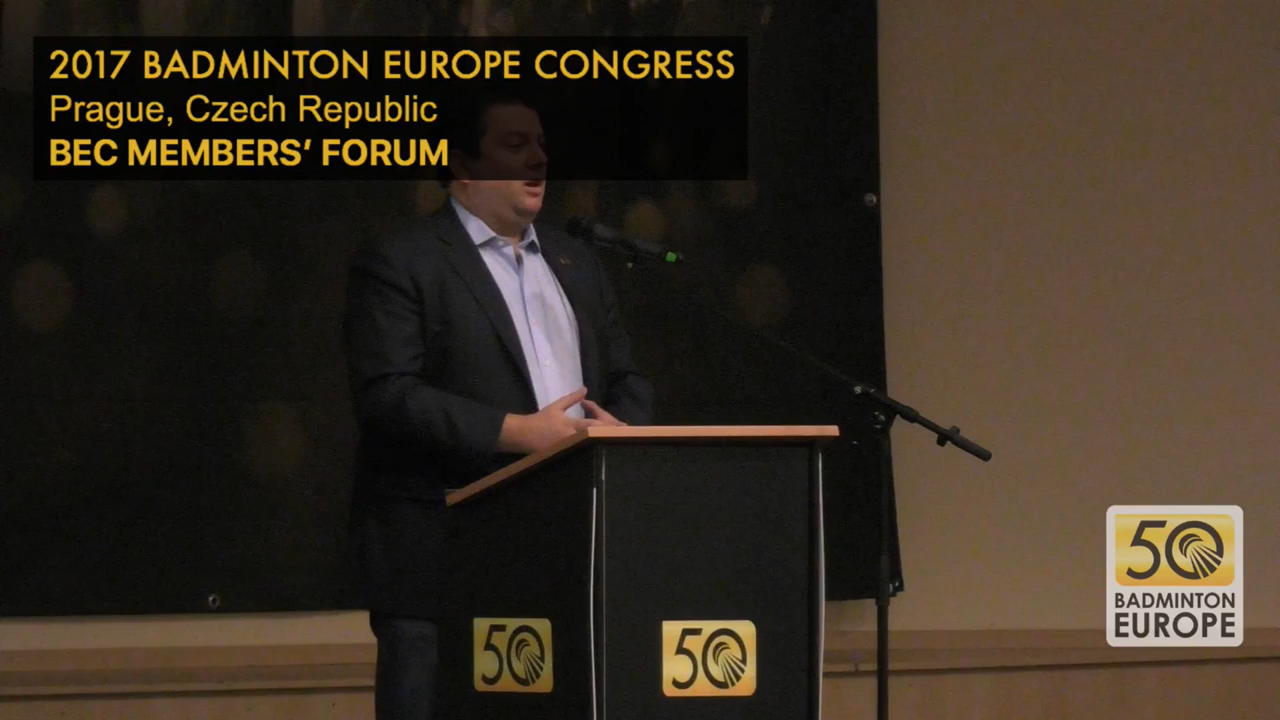 2017 BADMINTON EUROPE CONGRESS
Prague, Czech Republic
BEC MEMBERS' FORUM
50
BADMINTON
EUROPE
50
50